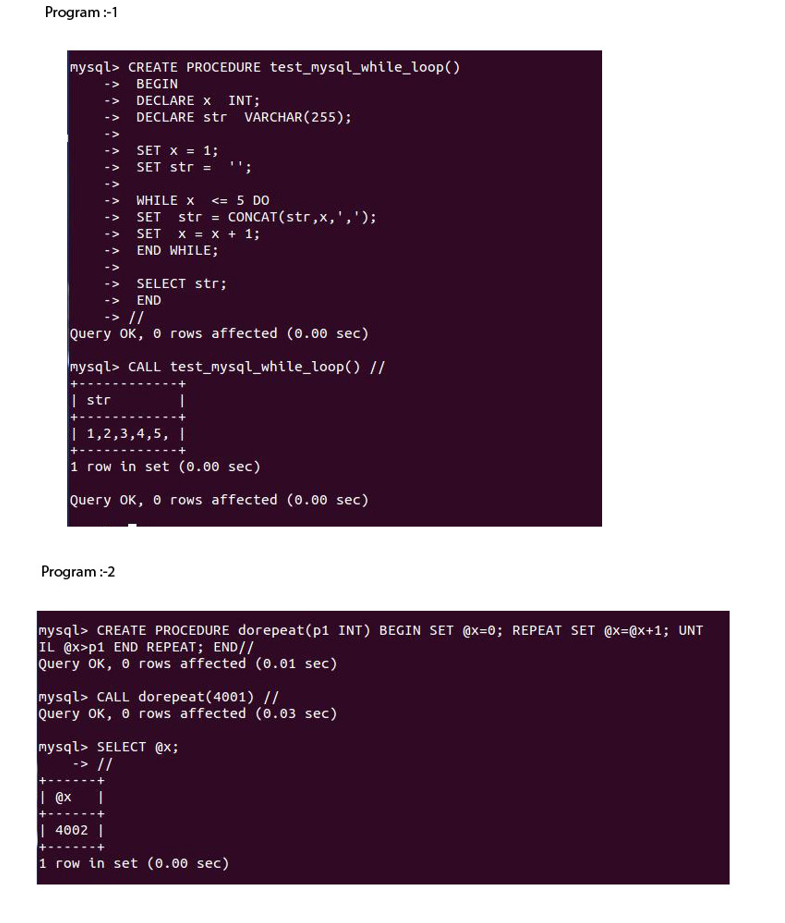 Program :-1
mysql> CREATE PROCEDURE test_mysql_while_loop()
    ->  BEGIN
    ->  DECLARE x  INT;
    ->  DECLARE str  VARCHAR(255);
    ->
    ->  SET x = 1;
    ->  SET str =  '';
    ->
    ->  WHILE x  <= 5 DO
    ->  SET  str = CONCAT(str,x,',');
    ->  SET  x = x + 1;
    ->  END WHILE;
    ->
    ->  SELECT str;
    ->  END
    -> //
Query OK, 0 rows affected (0.00 sec)
mysql> CALL test_mysql_while_loop() //
+------------+
| str        |
+------------+
| 1,2,3,4,5, |
+------------+
1 row in set (0.00 sec)
Query OK, 0 rows affected (0.00 sec)
Program :-2
mysql> CREATE PROCEDURE dorepeat(p1 INT) BEGIN SET @x=0; REPEAT SET @x=@x+1; UNT
IL @x>p1 END REPEAT; END//
Query OK, 0 rows affected (0.01 sec)
mysql> CALL dorepeat(4001) //
Query OK, 0 rows affected (0.03 sec)
mysql> SELECT @x;
    -> //
+------+
| @x   |
+------+
| 4002 |
+------+
1 row in set (0.00 sec)